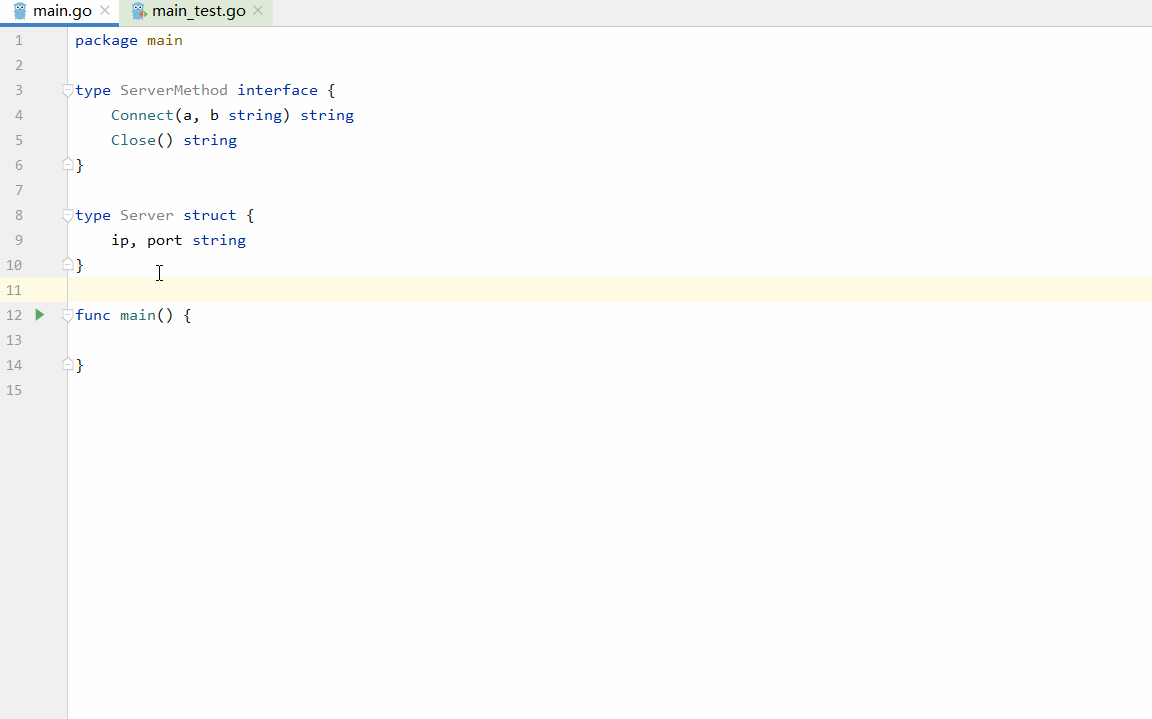 main.go main_test.go
1 package main
2
3 type ServerMethod interface {
4     Connect(a, b string) string
5     Close() string
6 }
7
8 type Server struct {
9     ip, port string
10 }
11
12 func main() {
13
14 }
15